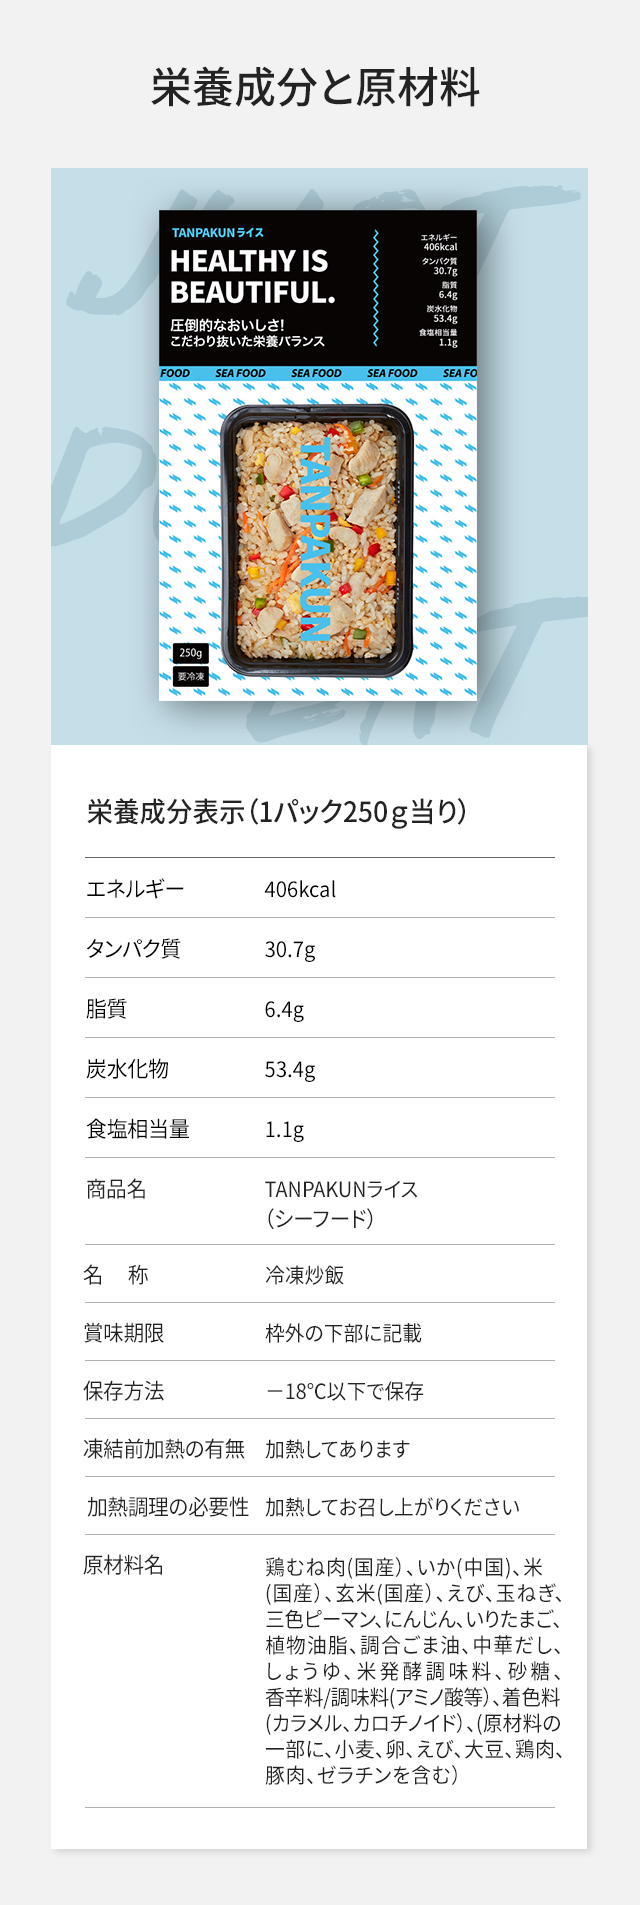 栄養成分と原材料
TANPAKUNライス
HEALTHY IS
BEAUTIFUL.
圧倒的なおいしさ!
こだわり抜いた栄養バランス
エネルギー
406kcal
タンパク質
30.7g
脂質
6.4g
炭水化物
53.4g
食塩相当量
1.1g
FOOD SEA FOOD SEA FOOD SEA FOOD SEA FO
TANPAKUN
250g
要冷凍
栄養成分表示（1パック250ｇ当り）
エネルギー 406kcal
タンパク質 30.7g
脂質 6.4g
炭水化物 53.4g
食塩相当量 1.1g
商品名 TANPAKUNライス
（シーフード）
名　称 冷凍炒飯
賞味期限 枠外の下部に記載
保存方法 －18℃以下で保存
凍結前加熱の有無 加熱してあります
加熱調理の必要性 加熱してお召し上がりください
原材料名 鶏むね肉(国産）、いか(中国)、米
(国産）、玄米(国産）、えび、玉ねぎ、
三色ピーマン、にんじん、いりたまご、
植物油脂、調合ごま油、中華だし、
しょうゆ、米発酵調味料、砂糖、
香辛料/調味料(アミノ酸等）、着色料
(カラメル、カロチノイド）、(原材料の
一部に、小麦、卵、えび、大豆、鶏肉、
豚肉、ゼラチンを含む）